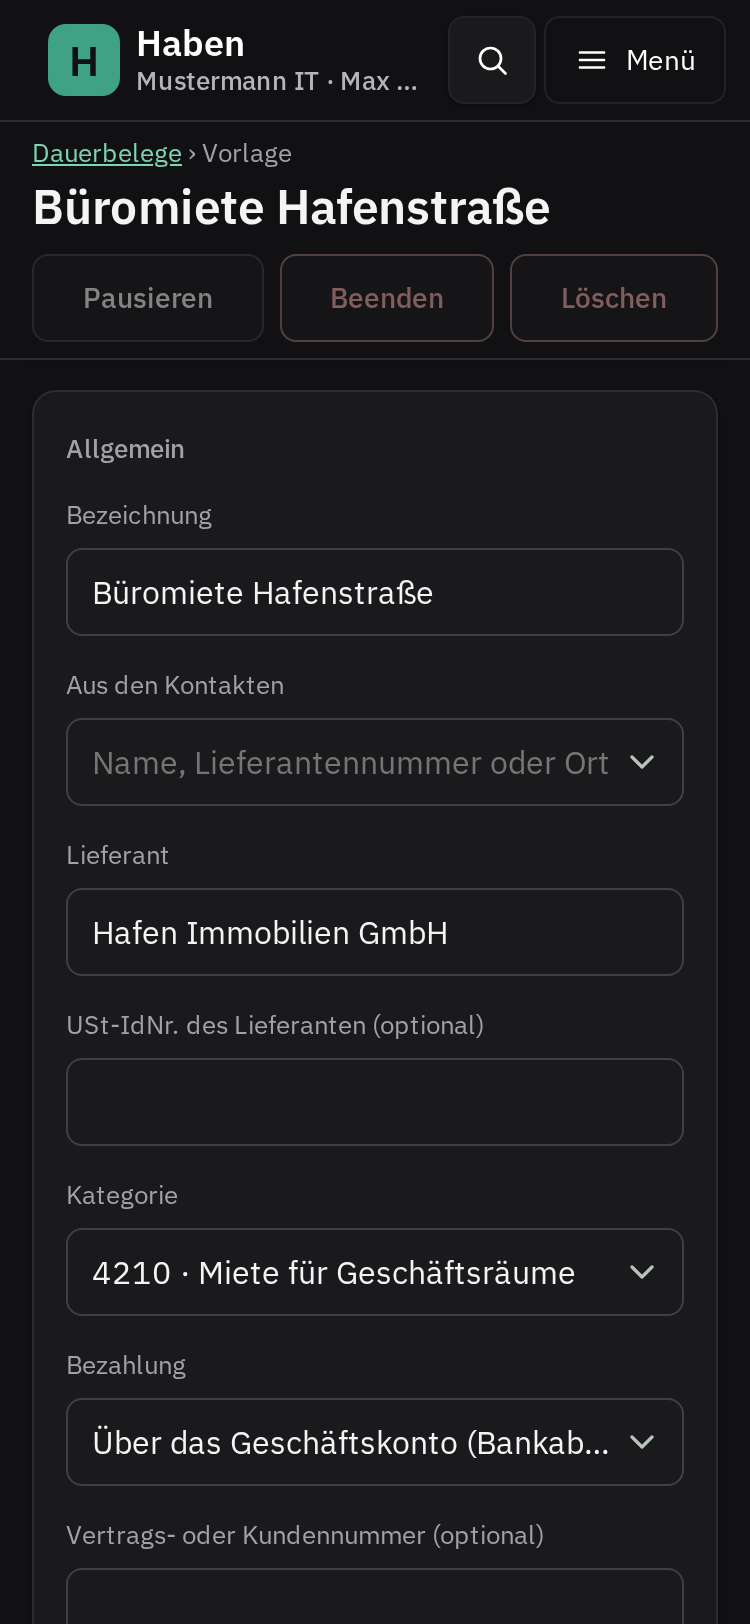 H
Haben
Mustermann IT · Max ...
Menü
Dauerbelege › Vorlage
Büromiete Hafenstraße
Pausieren
Beenden
Löschen
Allgemein
Bezeichnung
Büromiete Hafenstraße
Aus den Kontakten
Name, Lieferantennummer oder Ort
Lieferant
Hafen Immobilien GmbH
USt-IdNr. des Lieferanten (optional)
Kategorie
4210 · Miete für Geschäftsräume
Bezahlung
Über das Geschäftskonto (Bankab...
Vertrags- oder Kundennummer (optional)